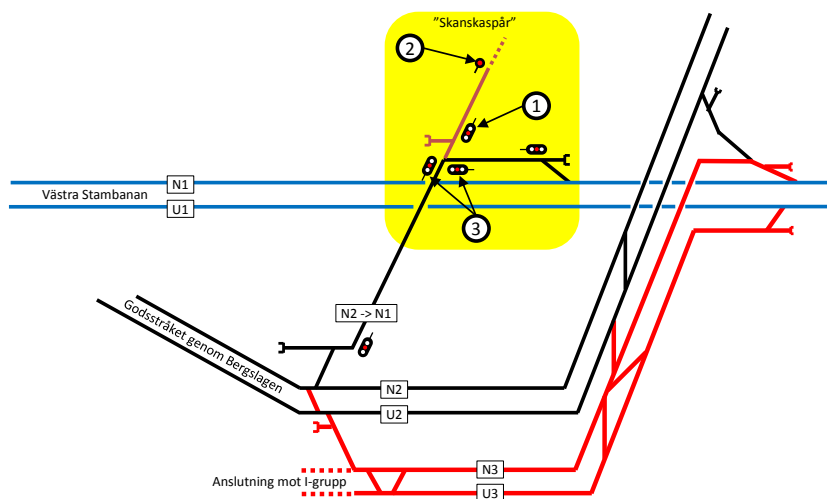 "Skanskaspår"
2
1
N1
Västra Stambanan
U1
3
N2 -> N1
Godsstråket genom Bergslagen
N2
U2
N3
Anslutning mot I-grupp
U3